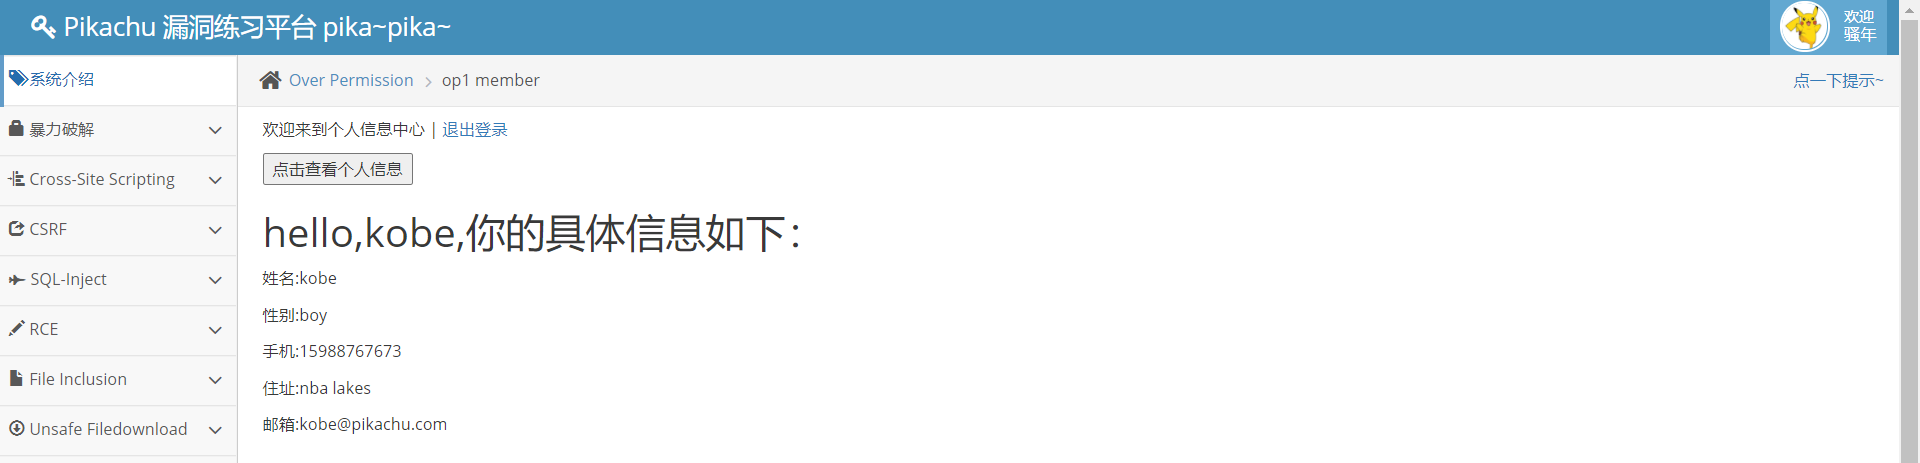 Pikachu 漏洞练习平台 pika~pika~
欢迎
骚年
系统介绍
Over Permission
op1 member
点一下提示~
暴力破解
Cross-Site Scripting
CSRF
SQL-Inject
RCE
File Inclusion
Unsafe Filedownload
欢迎来到个人信息中心 | 退出登录
点击查看个人信息
hello,kobe,你的具体信息如下：
姓名:kobe
性别:boy
手机:15988767673
住址:nba lakes
邮箱:kobe@pikachu.com